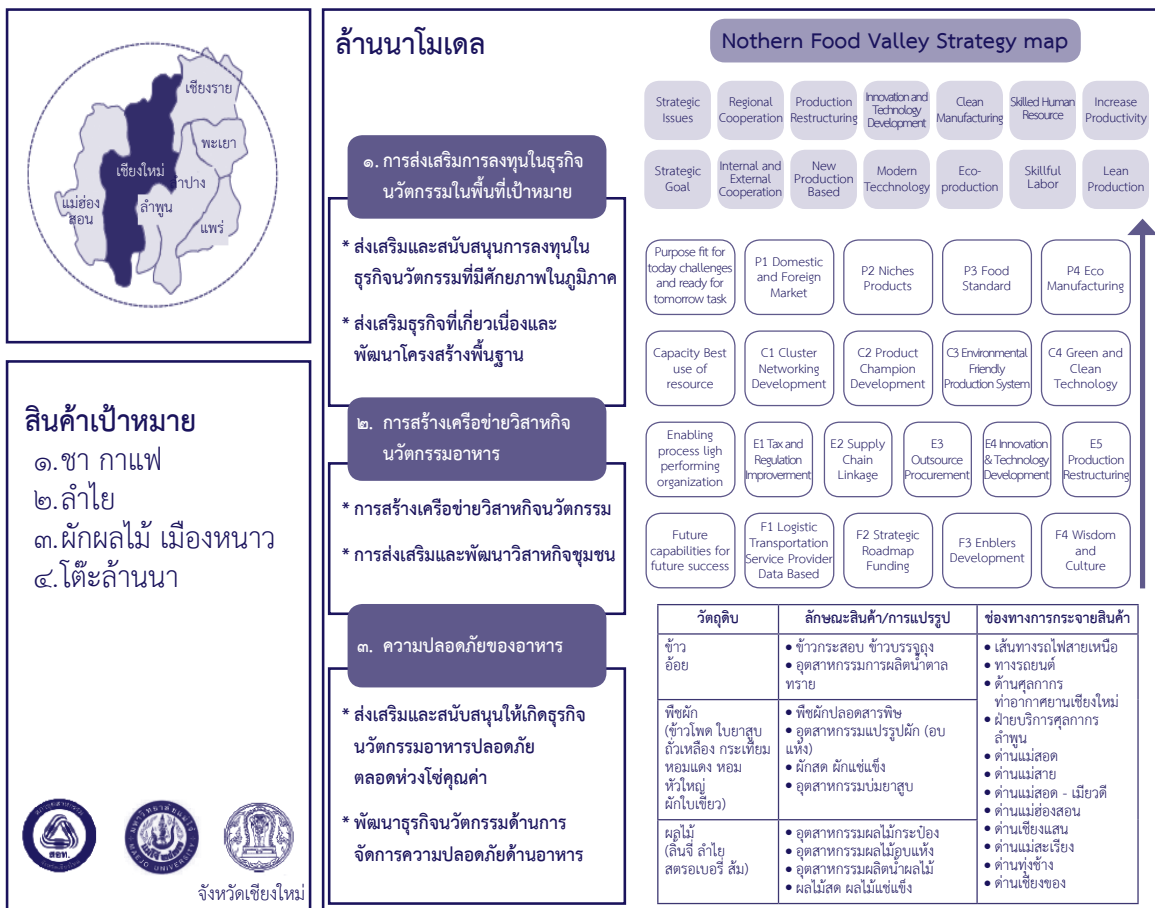 เชียงราย
พะเยา
เชียงใหม่
ลำปาง
แม่ฮ่อง
สอน
ลำพูน
แพร่
สินค้าเป้าหมาย
๑.ชา กาแฟ
๒.ลำไย
๓.ผักผลไม้ เมืองหนาว
๔.โต๊ะล้านนา
สอท.
มหาวิทยาลัยแม่โจ้
MAEJO UNIVERSITY
จังหวัดเชียงใหม่
ล้านนาโมเดล
๑. การส่งเสริมการลงทุนในธุรกิจ
นวัตกรรมในพื้นที่เป้าหมาย
* ส่งเสริมและสนับสนุนการลงทุนใน
ธุรกิจนวัตกรรมที่มีศักยภาพในภูมิภาค
* ส่งเสริมธุรกิจที่เกี่ยวเนื่องและ
พัฒนาโครงสร้างพื้นฐาน
๒. การสร้างเครือข่ายวิสาหกิจ
นวัตกรรมอาหาร
* การสร้างเครือข่ายวิสาหกิจนวัตกรรม
* การส่งเสริมและพัฒนาวิสาหกิจชุมชน
๓. ความปลอดภัยของอาหาร
* ส่งเสริมและสนับสนุนให้เกิดธุรกิจ
นวัตกรรมอาหารปลอดภัย
ตลอดห่วงโซ่คุณค่า
* พัฒนาธุรกิจนวัตกรรมด้านการ
จัดการความปลอดภัยด้านอาหาร
Nothern Food Valley Strategy map
Strategic
Issues
Regional
Cooperation
Production
Restructuring
Innovation and
Technology
Development
Clean
Manufacturing
Skilled Human
Resource
Increase
Productivity
Strategic
Goal
Internal and
External
Cooperation
New
Production
Based
Modern
Tecchnology
Eco-
production
Skillful
Labor
Lean
Production
Purpose fit for
today challenges
and ready for
tomorrow task
P1 Domestic
and Foreign
Market
P2 Niches
Products
P3 Food
Standard
P4 Eco
Manufacturing
Capacity Best
use of
resource
C1 Cluster
Networking
Development
C2 Product
Champion
Development
C3 Environmental
Friendly
Production System
C4 Green and
Clean
Technology
Enabling
process ligh
performing
organization
E1 Tax and
Regulation
Improvement
E2 Supply
Chain
Linkage
E3
Outsource
Procurement
E4 Innovation
& Technology
Development
E5
Production
Restructuring
Future
capabilities for
future success
F1 Logistic
Transportation
Service Provider
Data Based
F2 Strategic
Roadmap
Funding
F3 Enblers
Development
F4 Wisdom
and
Culture
วัตถุดิบ
ลักษณะสินค้า/การแปรรูป
ช่องทางการกระจายสินค้า
ข้าว
อ้อย
• ข้าวกระสอบ ข้าวบรรจุถุง
• อุตสาหกรรมการผลิตน้ำตาล
ทราย
พืชผัก
(ข้าวโพด ใบยาสูบ
ถั่วเหลือง กระเทียม
หอมแดง หอม
หัวใหญ่
ผักใบเขียว)
• พืชผักปลอดสารพิษ
• อุตสาหกรรมแปรรูปผัก (อบ
แห้ง)
• ผักสด ผักแช่แข็ง
• อุตสาหกรรมบ่มยาสูบ
ผลไม้
(ลิ้นจี่ ลำไย
สตรอเบอรี่ ส้ม)
• อุตสาหกรรมผลไม้กระป๋อง
• อุตสาหกรรมผลไม้อบแห้ง
• อุตสาหกรรมผลิตน้ำผลไม้
• ผลไม้สด ผลไม้แช่แข็ง
• เส้นทางรถไฟสายเหนือ
• ทางรถยนต์
• ด้านศุลกากร
ท่าอากาศยานเชียงใหม่
• ฝ่ายบริการศุลกากร
ลำพูน
• ด่านแม่สอด
• ด่านแม่สาย
• ด่านแม่สอด - เมียวดี
• ด่านแม่ฮ่องสอน
• ด่านเชียงแสน
• ด่านแม่สะเรียง
• ด่านทุ่งช้าง
• ด่านเชียงของ